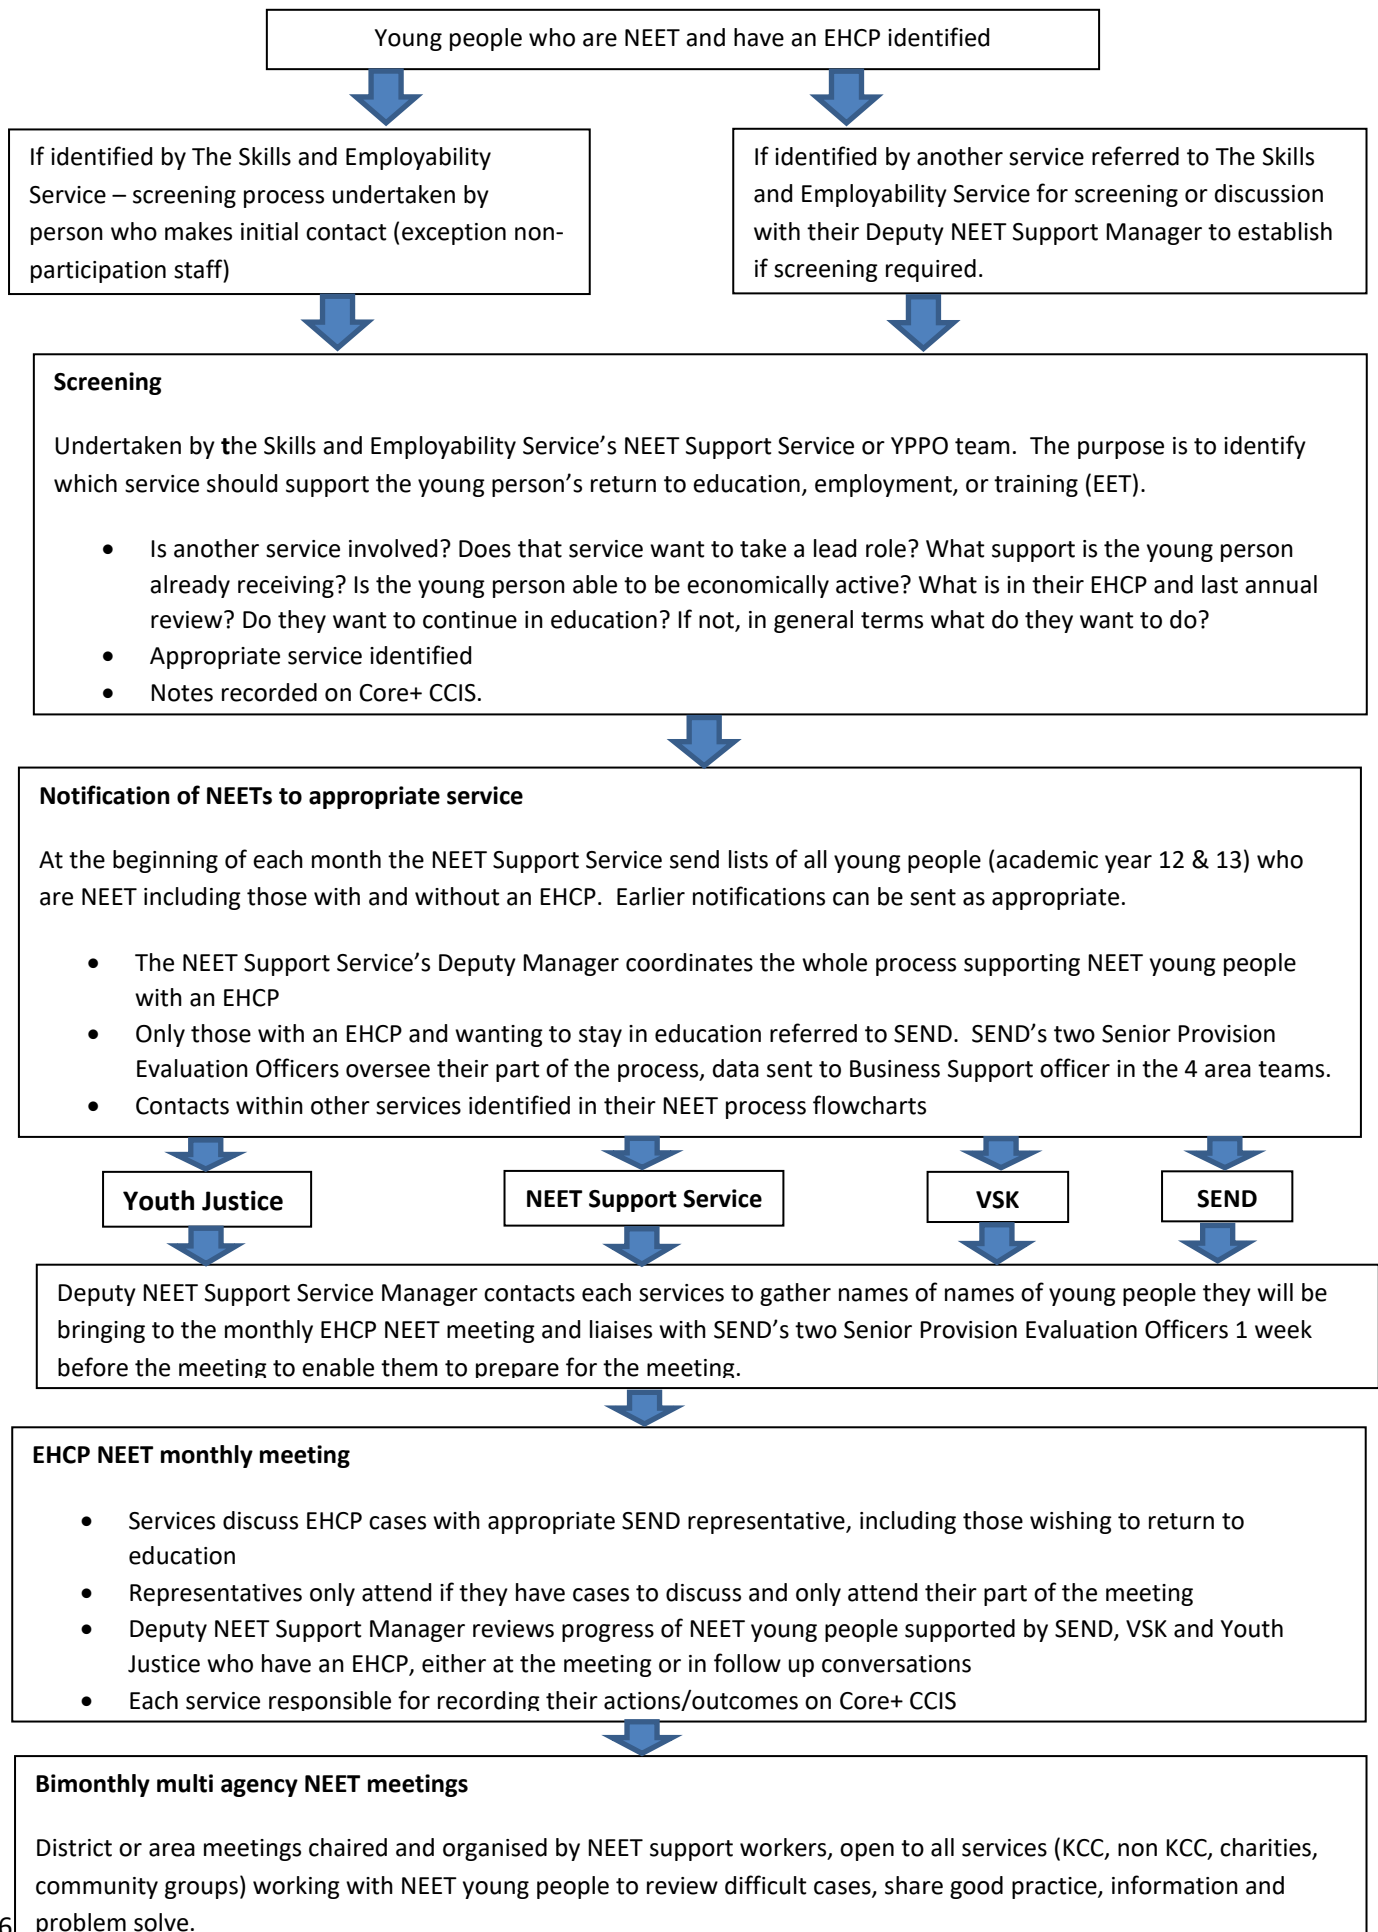 Young people who are NEET and have an EHCP identified
If identified by The Skills and Employability
Service – screening process undertaken by
person who makes initial contact (exception non-
participation staff)
If identified by another service referred to The Skills
and Employability Service for screening or discussion
with their Deputy NEET Support Manager to establish
if screening required.
Screening
Undertaken by the Skills and Employability Service’s NEET Support Service or YPPO team.  The purpose is to identify
which service should support the young person’s return to education, employment, or training (EET).
• Is another service involved? Does that service want to take a lead role? What support is the young person
already receiving? Is the young person able to be economically active? What is in their EHCP and last annual
review? Do they want to continue in education? If not, in general terms what do they want to do?
• Appropriate service identified
• Notes recorded on Core+ CCIS.
Notification of NEETs to appropriate service
At the beginning of each month the NEET Support Service send lists of all young people (academic year 12 & 13) who
are NEET including those with and without an EHCP.  Earlier notifications can be sent as appropriate.
• The NEET Support Service’s Deputy Manager coordinates the whole process supporting NEET young people
with an EHCP
• Only those with an EHCP and wanting to stay in education referred to SEND.  SEND’s two Senior Provision
Evaluation Officers oversee their part of the process, data sent to Business Support officer in the 4 area teams.
• Contacts within other services identified in their NEET process flowcharts
Youth Justice
NEET Support Service
VSK
SEND
Deputy NEET Support Service Manager contacts each services to gather names of names of young people they will be
bringing to the monthly EHCP NEET meeting and liaises with SEND’s two Senior Provision Evaluation Officers 1 week
before the meeting to enable them to prepare for the meeting.
EHCP NEET monthly meeting
• Services discuss EHCP cases with appropriate SEND representative, including those wishing to return to
education
• Representatives only attend if they have cases to discuss and only attend their part of the meeting
• Deputy NEET Support Manager reviews progress of NEET young people supported by SEND, VSK and Youth
Justice who have an EHCP, either at the meeting or in follow up conversations
• Each service responsible for recording their actions/outcomes on Core+ CCIS
Bimonthly multi agency NEET meetings
District or area meetings chaired and organised by NEET support workers, open to all services (KCC, non KCC, charities,
community groups) working with NEET young people to review difficult cases, share good practice, information and
problem solve.
6